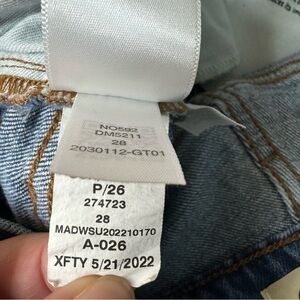 NO592
DM5211
28
2030112-GT01
P/26
274723
28
MADWSU202210170
A-026
XFTY 5/21/2022